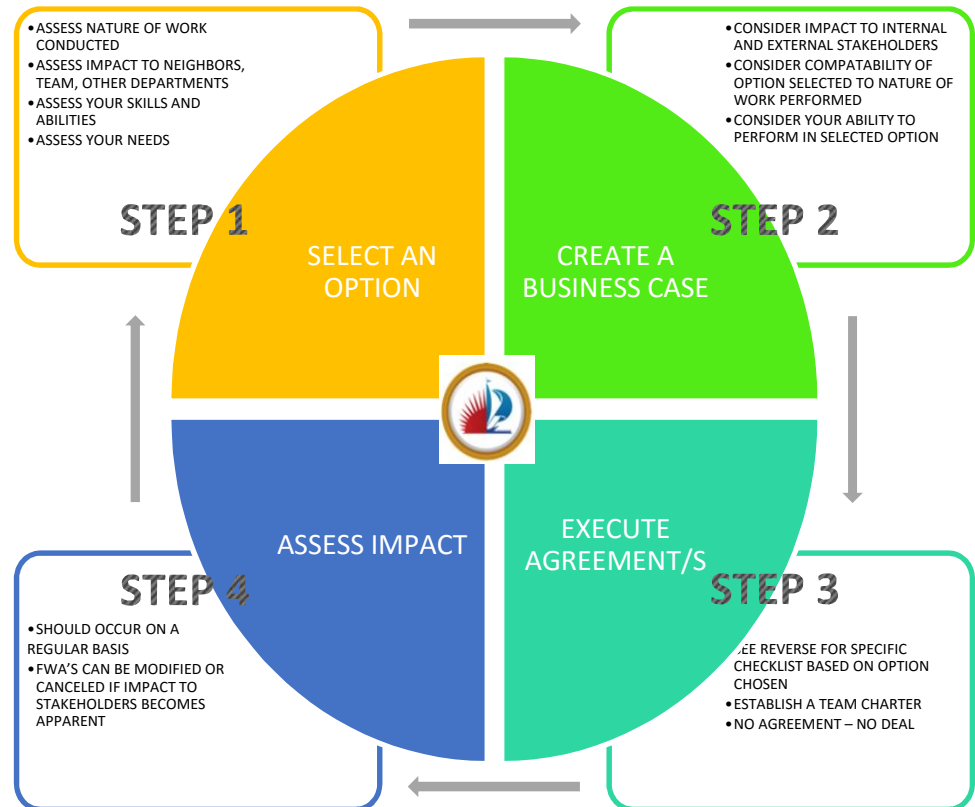 •ASSESS NATURE OF WORK
CONDUCTED
•ASSESS IMPACT TO NEIGHBORS,
TEAM, OTHER DEPARTMENTS
•ASSESS YOUR SKILLS AND
ABILITIES
•ASSESS YOUR NEEDS
STEP 1
SELECT AN
OPTION
•CONSIDER IMPACT TO INTERNAL
AND EXTERNAL STAKEHOLDERS
•CONSIDER COMPATABILITY OF
OPTION SELECTED TO NATURE OF
WORK PERFORMED
•CONSIDER YOUR ABILITY TO
PERFORM IN SELECTED OPTION
STEP 2
CREATE A
BUSINESS CASE
EXECUTE
AGREEMENT/S
STEP 3
SEE REVERSE FOR SPECIFIC
CHECKLIST BASED ON OPTION
CHOSEN
•ESTABLISH A TEAM CHARTER
•NO AGREEMENT – NO DEAL
ASSESS IMPACT
STEP 4
•SHOULD OCCUR ON A
REGULAR BASIS
•FWA'S CAN BE MODIFIED OR
CANCELED IF IMPACT TO
STAKEHOLDERS BECOMES
APPARENT